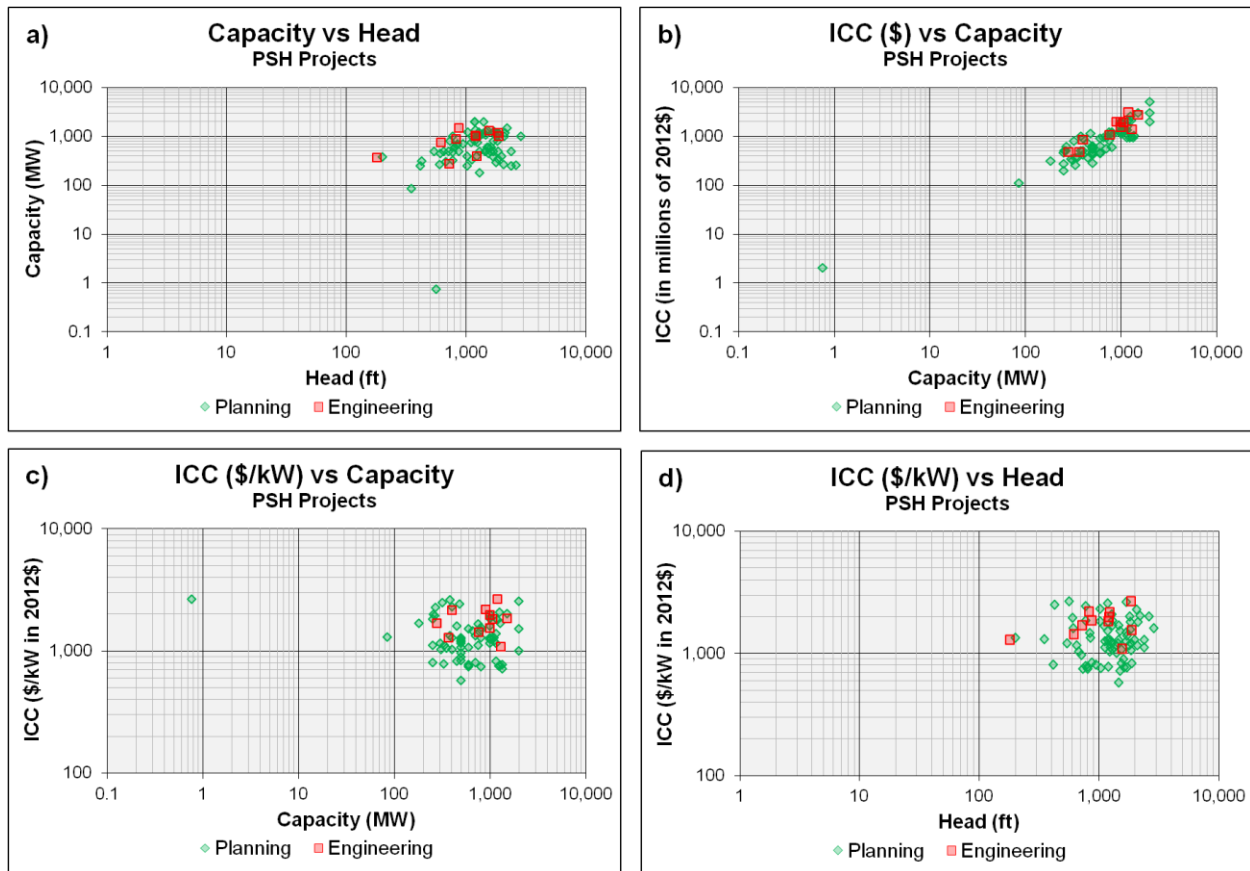 a)
Capacity vs Head
PSH Projects
Capacity (MW)
10,000
1,000
100
10
1
0.1
1
10
100
1,000
10,000
Head (ft)
Planning
Engineering
b)
ICC ($) vs Capacity
PSH Projects
ICC (in millions of 2012$)
10,000
1,000
100
10
1
0.1
0.1
1
10
100
1,000
10,000
Capacity (MW)
Planning
Engineering
c)
ICC ($/kW) vs Capacity
PSH Projects
ICC ($/kW in 2012$)
10,000
1,000
100
0.1
1
10
100
1,000
10,000
Capacity (MW)
Planning
Engineering
d)
ICC ($/kW) vs Head
PSH Projects
ICC ($/kW in 2012$)
10,000
1,000
100
1
10
100
1,000
10,000
Head (ft)
Planning
Engineering